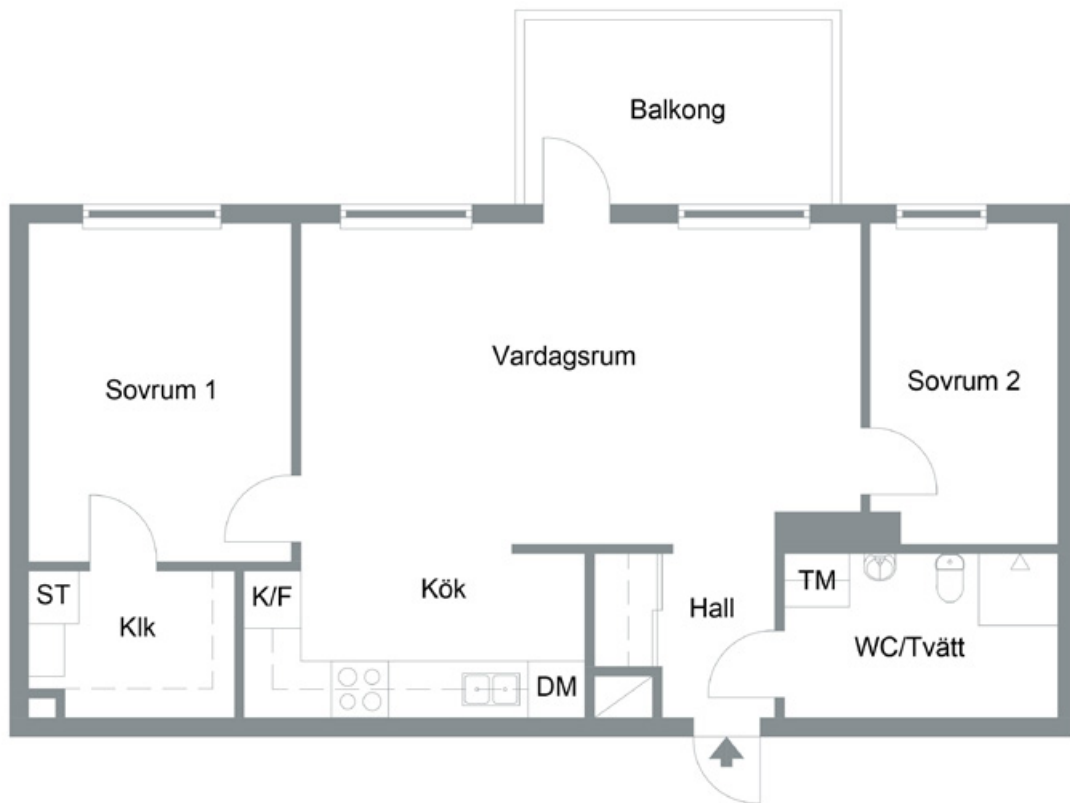 Balkong
Vardagsrum
Sovrum 1
Sovrum 2
ST
Klk
K/F
Kök
DM
Hall
TM
WC/Tvätt